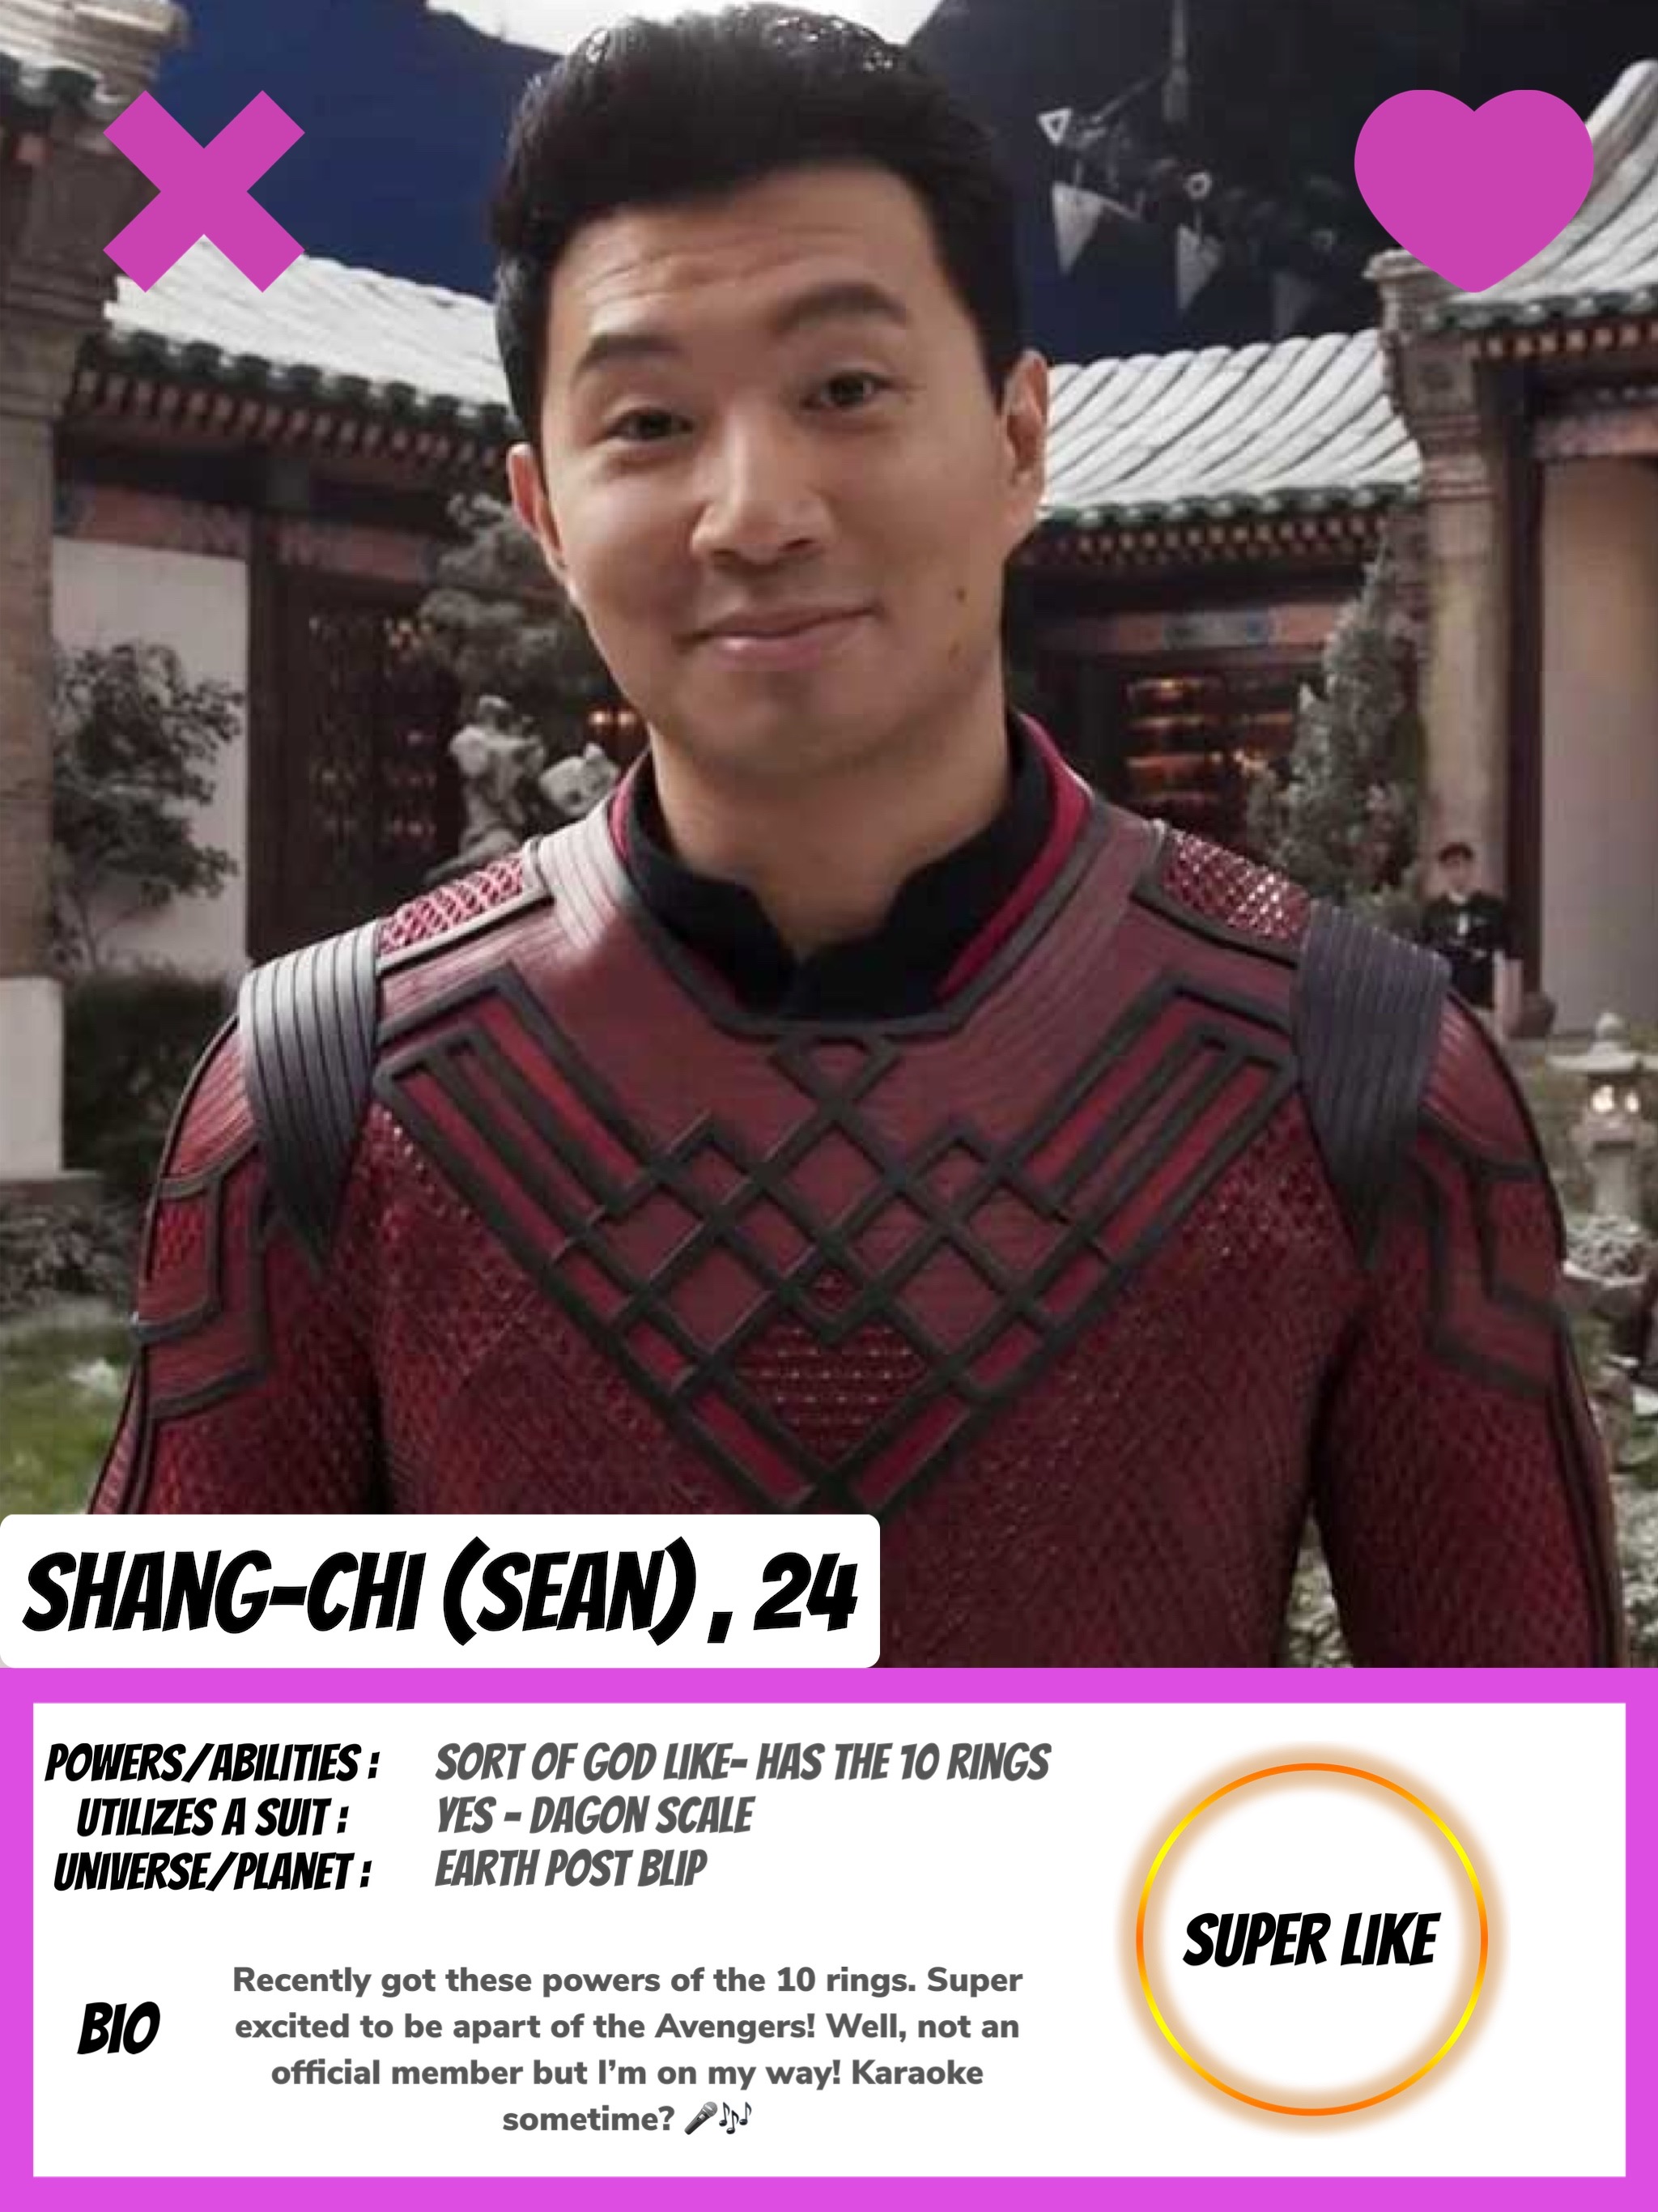 SHANG-CHI (SEAN) , 24
POWERS/ABILITIES : SORT OF GOD LIKE- HAS THE 10 RINGS
UTILIZES A SUIT : YES - DAGON SCALE
UNIVERSE/PLANET : EARTH POST BLIP
SUPER LIKE
BIO
Recently got these powers of the 10 rings. Super
excited to be apart of the Avengers! Well, not an
official member but I'm on my way! Karaoke
sometime? 🎤🎶